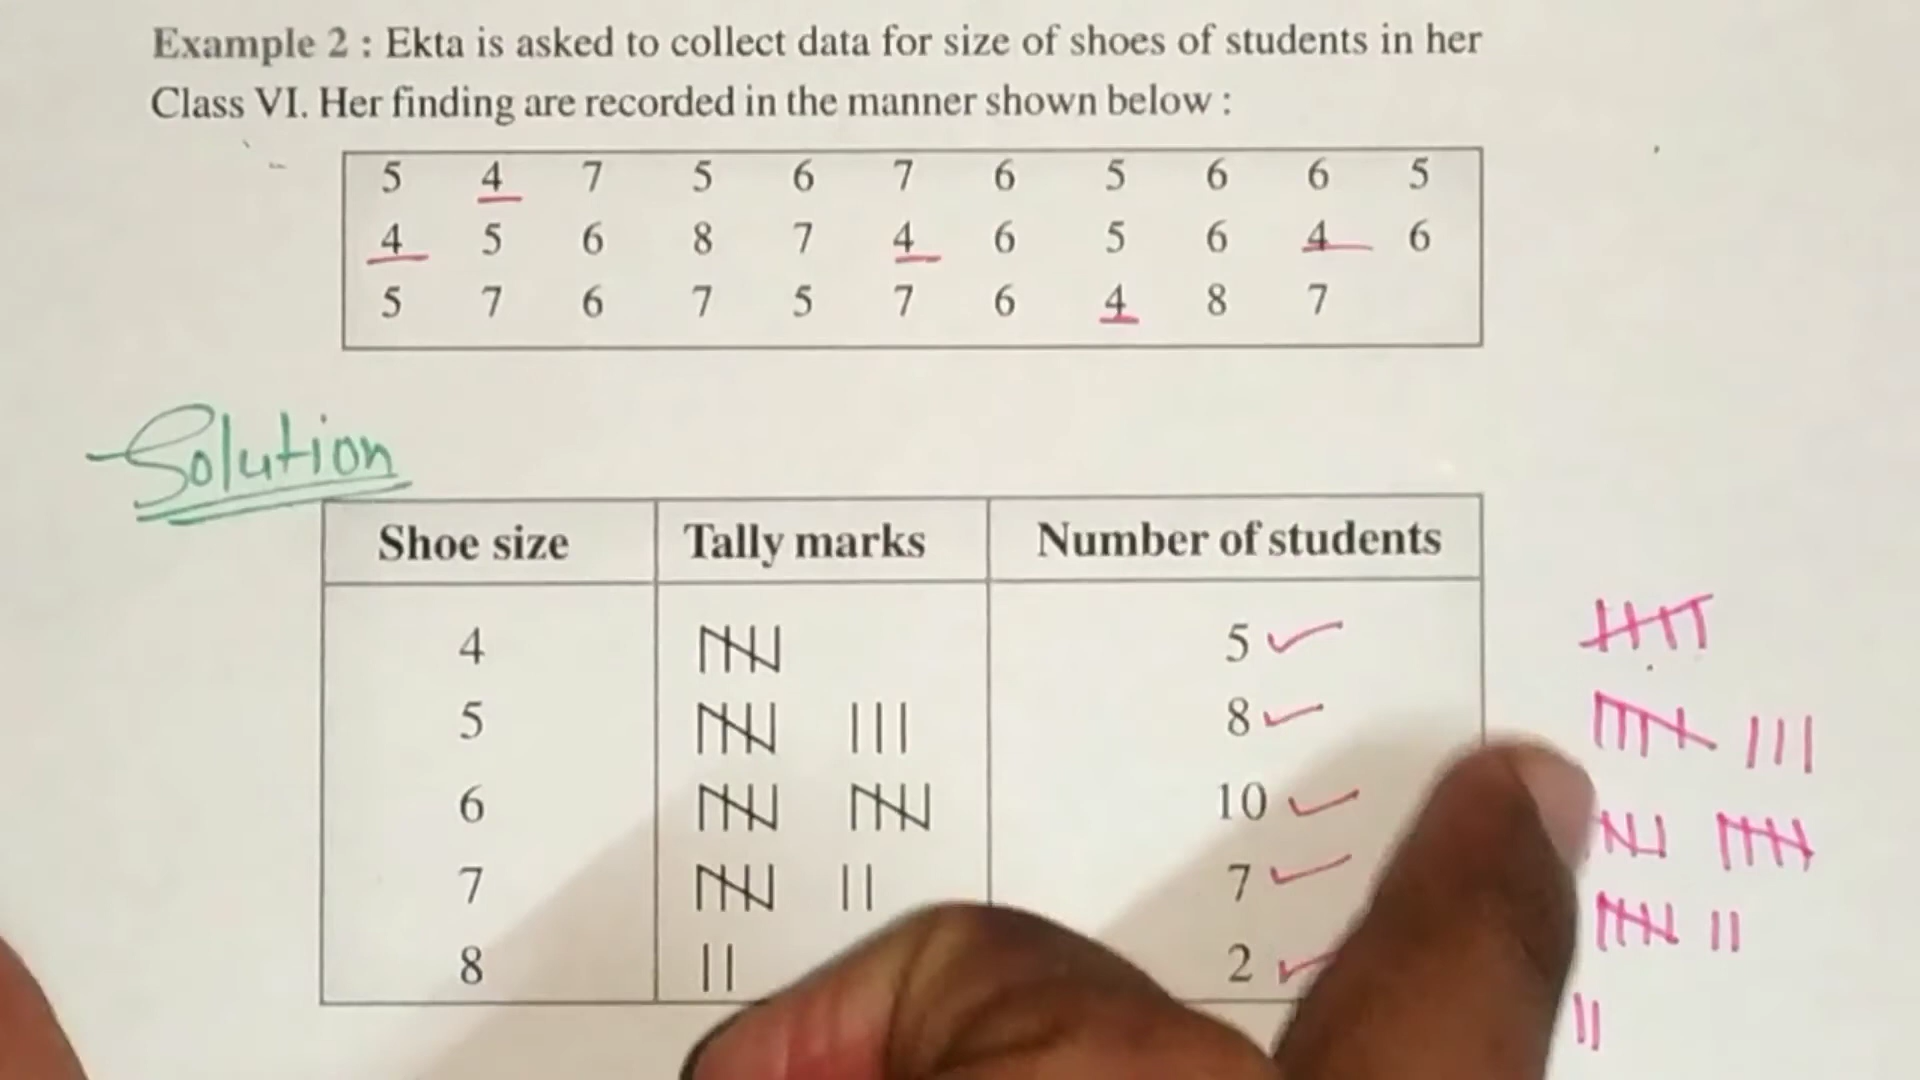 Example 2 : Ekta is asked to collect data for size of shoes of students in her
Class VI. Her finding are recorded in the manner shown below :
5 4 7 5 6 7 6 5 6 6 5
4 5 6 8 7 4 6 5 6 4 6
5 7 6 7 5 7 6 4 8 7
Solution
Shoe size Tally marks Number of students
4 5
5 8
6 10
7 7
8 2